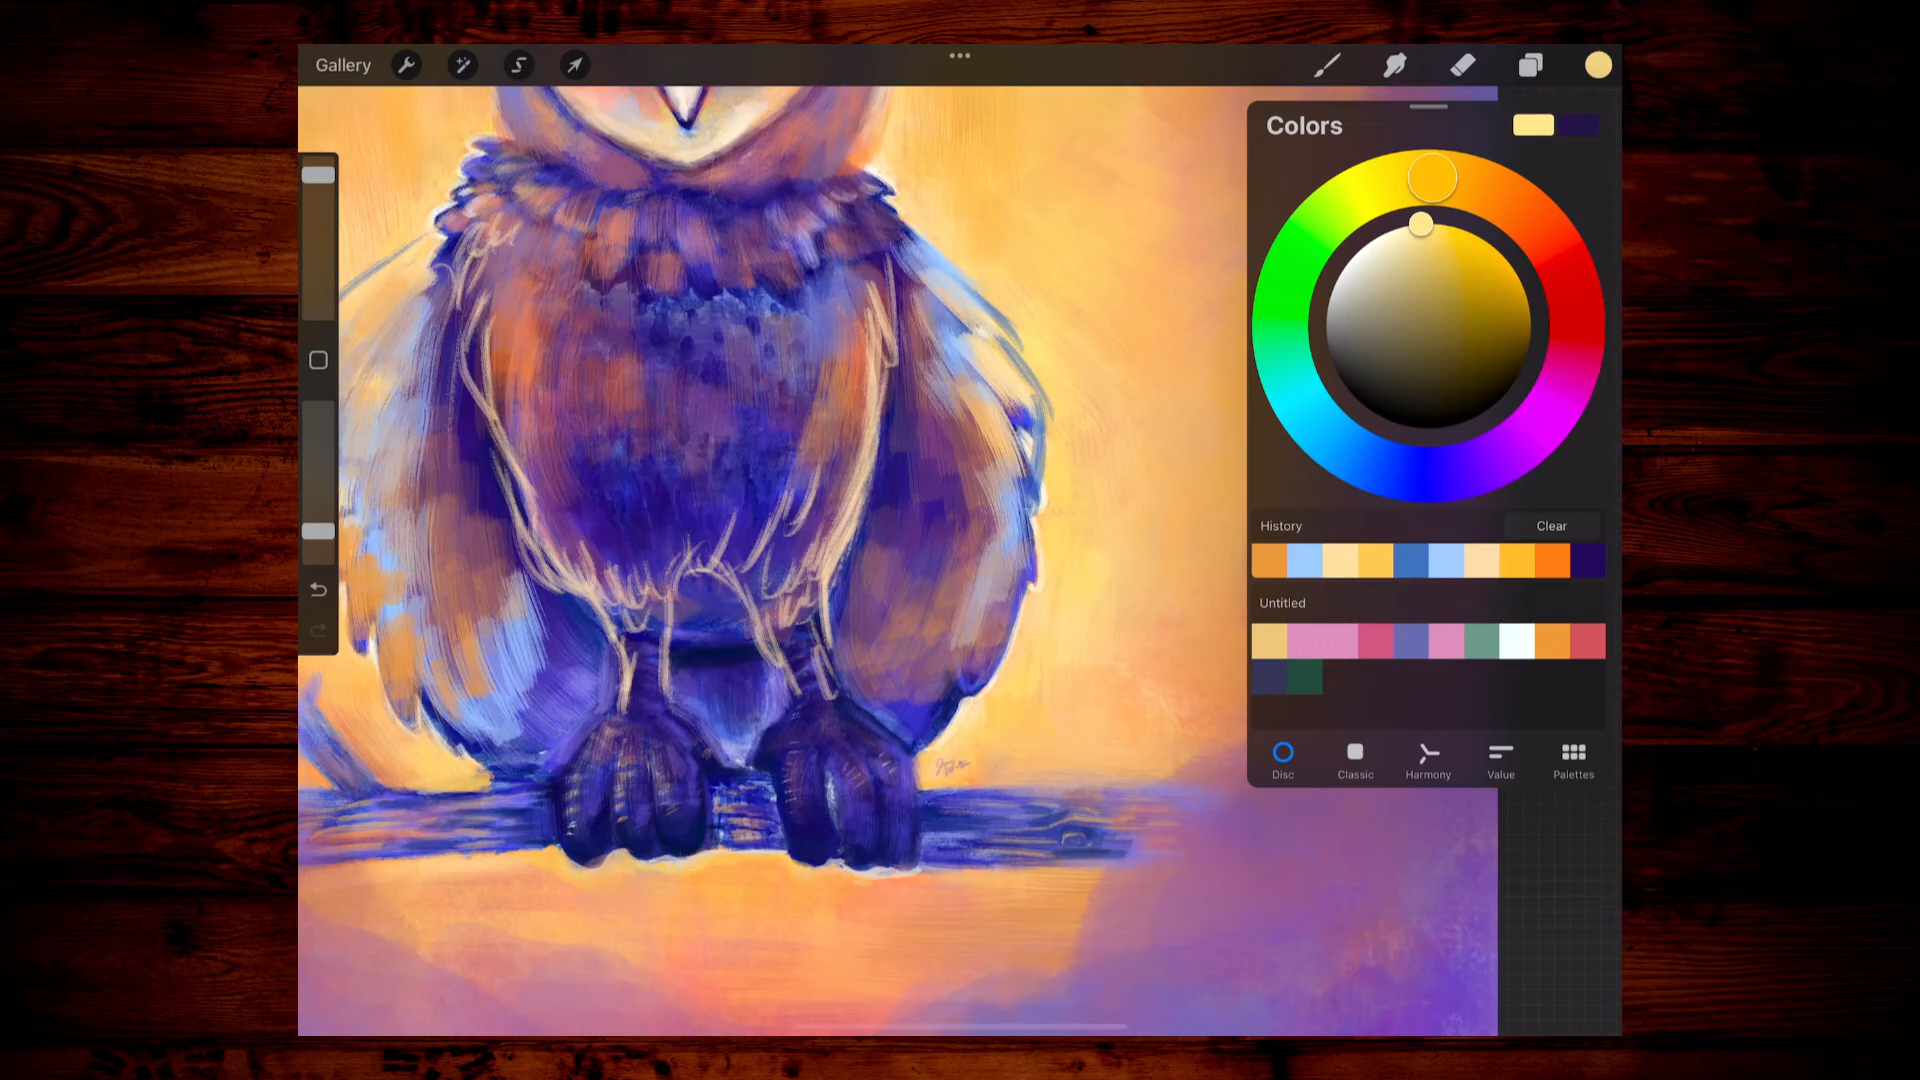 Gallery
Colors
History
Clear
Untitled
Disc
Classic
Harmony
Value
Palettes